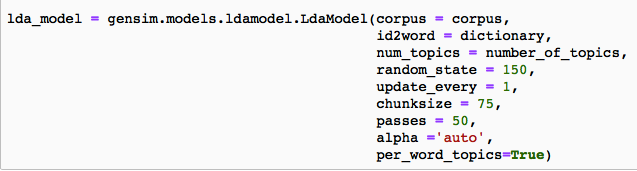 lda_model = gensim.models.ldamodel.LdaModel(corpus = corpus,
id2word = dictionary,
num_topics = number_of_topics,
random_state = 150,
update_every = 1,
chunksize = 75,
passes = 50,
alpha ='auto',
per_word_topics=True)